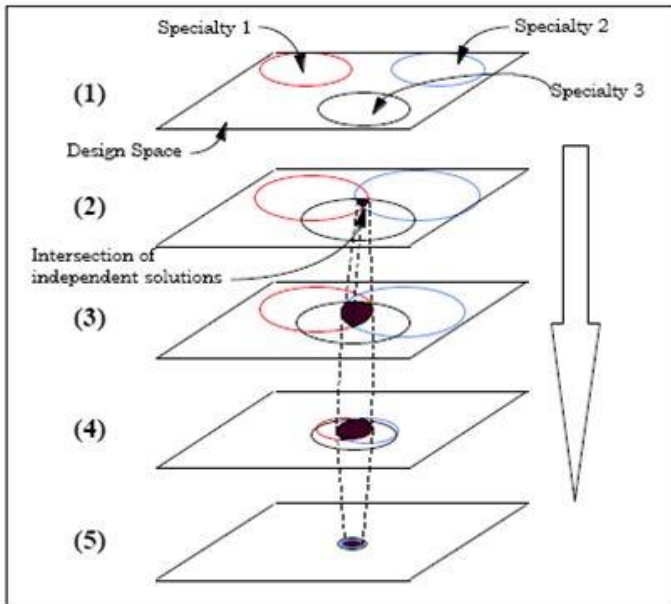 Specialty 1
Specialty 2
(1)
Specialty 3
Design Space
(2)
Intersection of
independent solutions
(3)
(4)
(5)